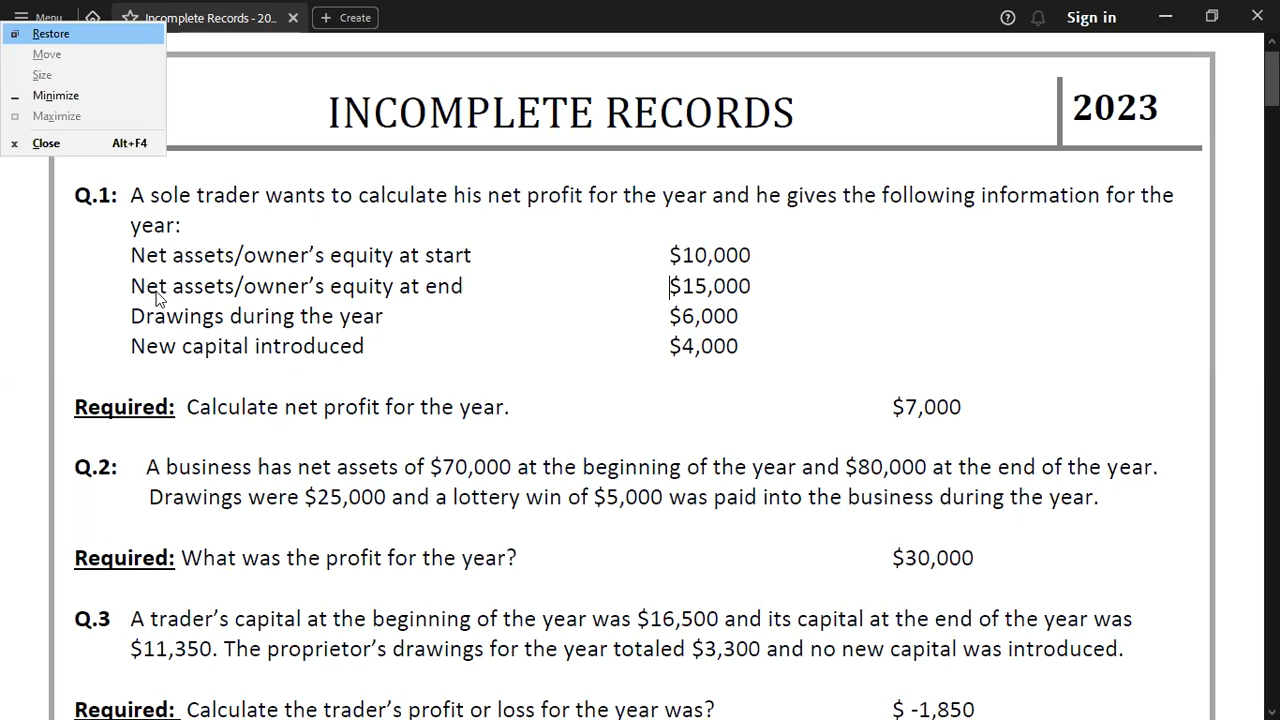 Menu
Incomplete Records - 20...
Create
Sign in
Restore
Move
Size
Minimize
Maximize
Close Alt+F4
INCOMPLETE RECORDS
2023
Q.1: A sole trader wants to calculate his net profit for the year and he gives the following information for the
year:
Net assets/owner's equity at start $10,000
Net assets/owner's equity at end $15,000
Drawings during the year $6,000
New capital introduced $4,000
Required: Calculate net profit for the year. $7,000
Q.2: A business has net assets of $70,000 at the beginning of the year and $80,000 at the end of the year.
Drawings were $25,000 and a lottery win of $5,000 was paid into the business during the year.
Required: What was the profit for the year? $30,000
Q.3 A trader's capital at the beginning of the year was $16,500 and its capital at the end of the year was
$11,350. The proprietor's drawings for the year totaled $3,300 and no new capital was introduced.
Required: Calculate the trader's profit or loss for the year was? $ -1,850